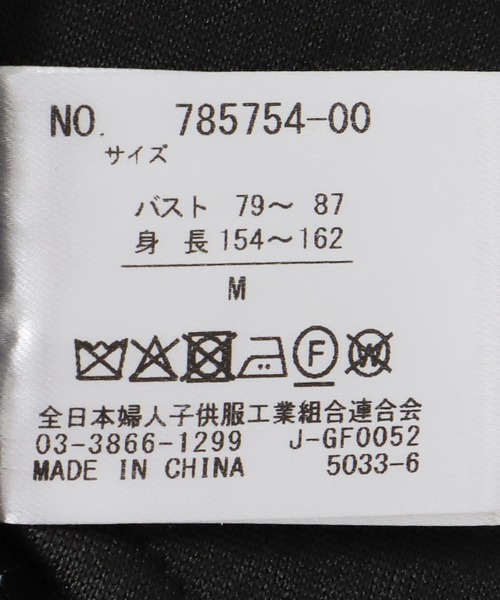 NO. 785754-00
サイズ
バスト 79～ 87
身 長 154～162
M
F W
全日本婦人子供服工業組合連合会
03-3866-1299 J-GF0052
MADE IN CHINA 5033-6